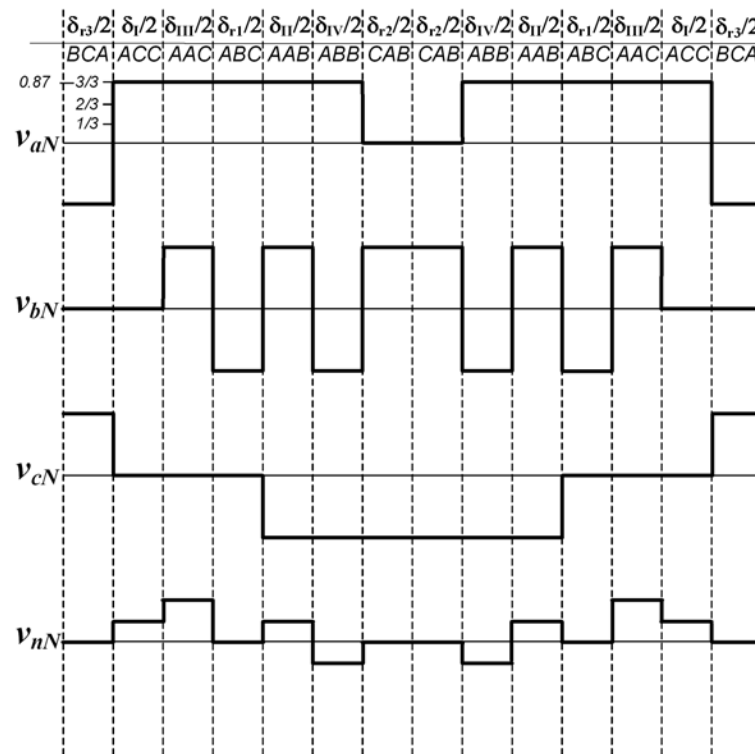 δr3/2 δI/2 δIII/2 δr1/2 δII/2 δIV/2 δr2/2 δr2/2 δIV/2 δII/2 δr1/2 δIII/2 δI/2 δr3/2
BCA ACC AAC ABC AAB ABB CAB CAB ABB AAB ABC AAC ACC BCA
0.87 3/3
2/3
1/3
vaN
vbN
vcN
vnN